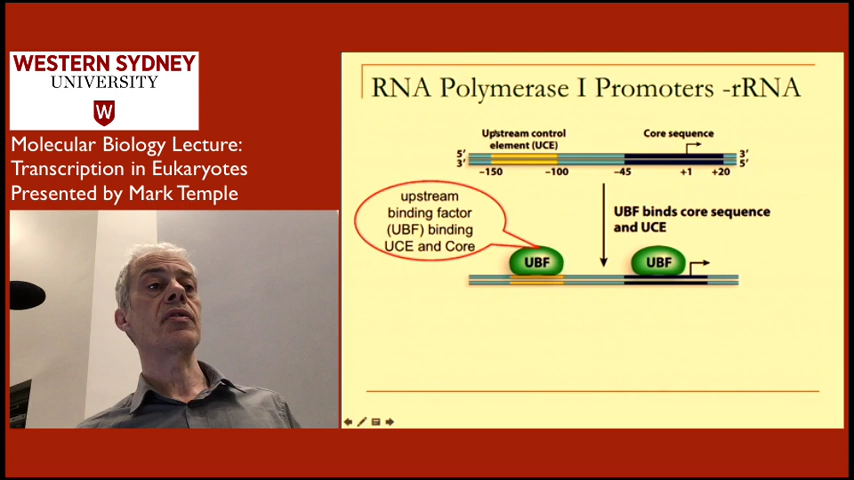 WESTERN SYDNEY
UNIVERSITY
W
Molecular Biology Lecture:
Transcription in Eukaryotes
Presented by Mark Temple
RNA Polymerase I Promoters -rRNA
Upstream control
element (UCE)
Core sequence
5′
3′
3′
5′
−150
−100
−45
+1
+20
upstream
binding factor
(UBF) binding
UCE and Core
UBF binds core sequence
and UCE
UBF
UBF